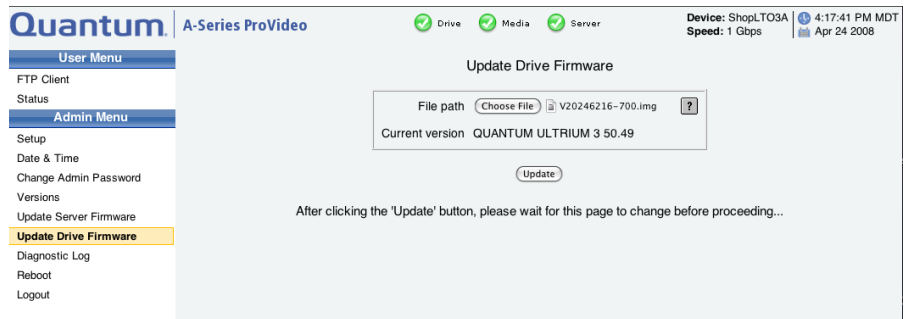 Quantum. A-Series ProVideo
Drive Media Server
Device: ShopLTO3A
Speed: 1 Gbps
4:17:41 PM MDT
Apr 24 2008
User Menu
FTP Client
Status
Admin Menu
Setup
Date & Time
Change Admin Password
Versions
Update Server Firmware
Update Drive Firmware
Diagnostic Log
Reboot
Logout
Update Drive Firmware
File path Choose File V20246216-700.img ?
Current version QUANTUM ULTRIUM 3 50.49
Update
After clicking the 'Update' button, please wait for this page to change before proceeding...